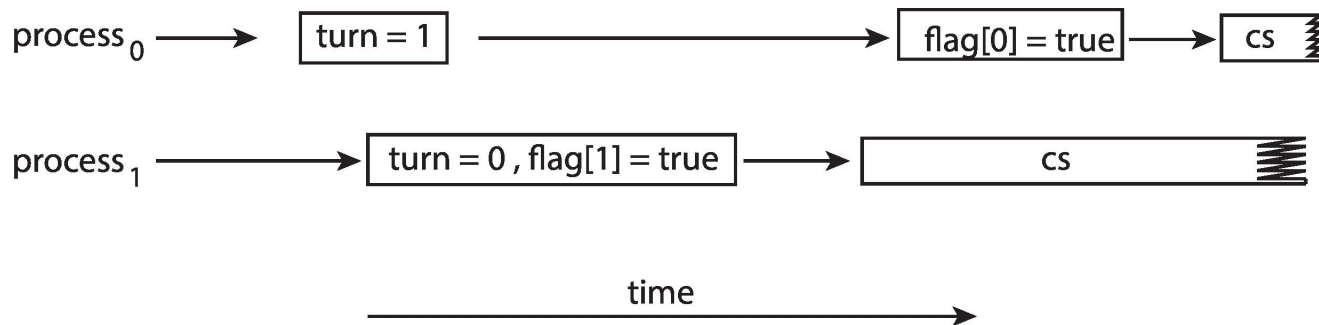 process0 turn = 1 flag[0] = true cs
process1 turn = 0 , flag[1] = true cs
time